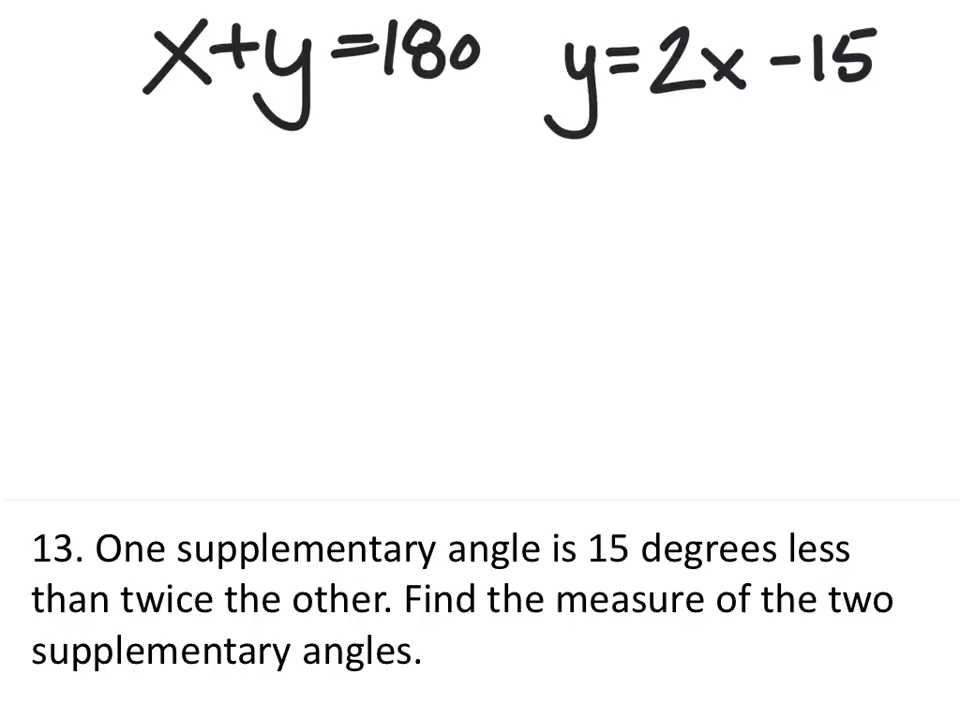 x+y=180 y=2x-15
13. One supplementary angle is 15 degrees less
than twice the other. Find the measure of the two
supplementary angles.